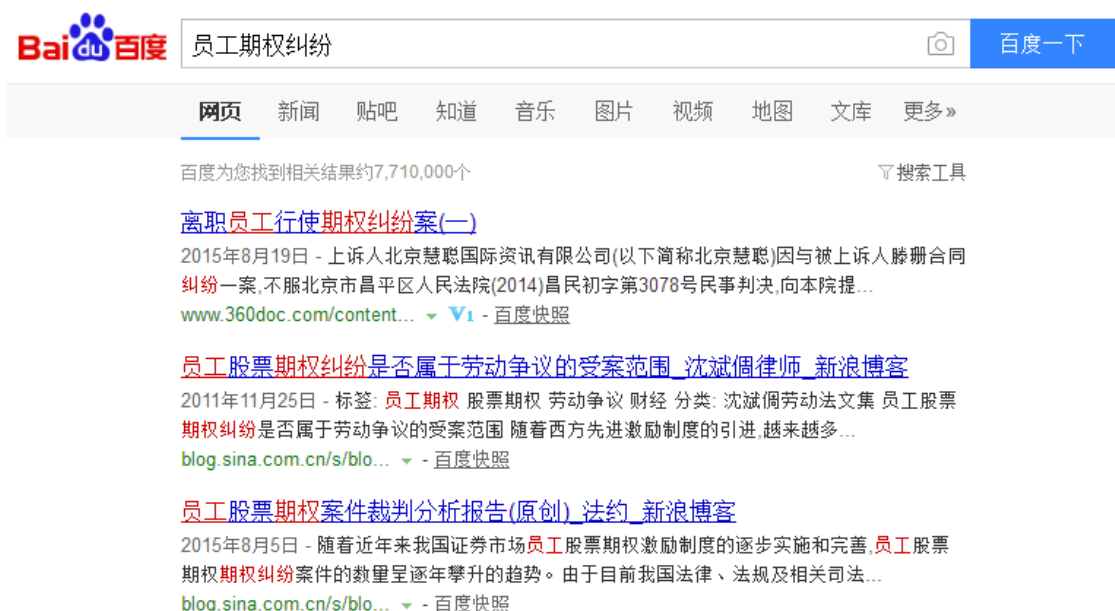 Bai du 百度 员工期权纠纷 百度一下
网页 新闻 贴吧 知道 音乐 图片 视频 地图 文库 更多»
百度为您找到相关结果约7,710,000个 搜索工具
离职员工行使期权纠纷案(一)
2015年8月19日 - 上诉人北京慧聪国际资讯有限公司(以下简称北京慧聪)因与被上诉人滕珊合同
纠纷一案,不服北京市昌平区人民法院(2014)昌民初字第3078号民事判决,向本院提...
www.360doc.com/content... V1 - 百度快照
员工股票期权纠纷是否属于劳动争议的受案范围_沈斌倜律师_新浪博客
2011年11月25日 - 标签: 员工期权 股票期权 劳动争议 财经 分类: 沈斌倜劳动法文集 员工股票
期权纠纷是否属于劳动争议的受案范围 随着西方先进激励制度的引进,越来越多...
blog.sina.com.cn/s/blo... - 百度快照
员工股票期权案件裁判分析报告(原创)_法约_新浪博客
2015年8月5日 - 随着近年来我国证券市场员工股票期权激励制度的逐步实施和完善,员工股票
期权期权纠纷案件的数量呈逐年攀升的趋势。由于目前我国法律、法规及相关司法...
blog.sina.com.cn/s/blo... - 百度快照